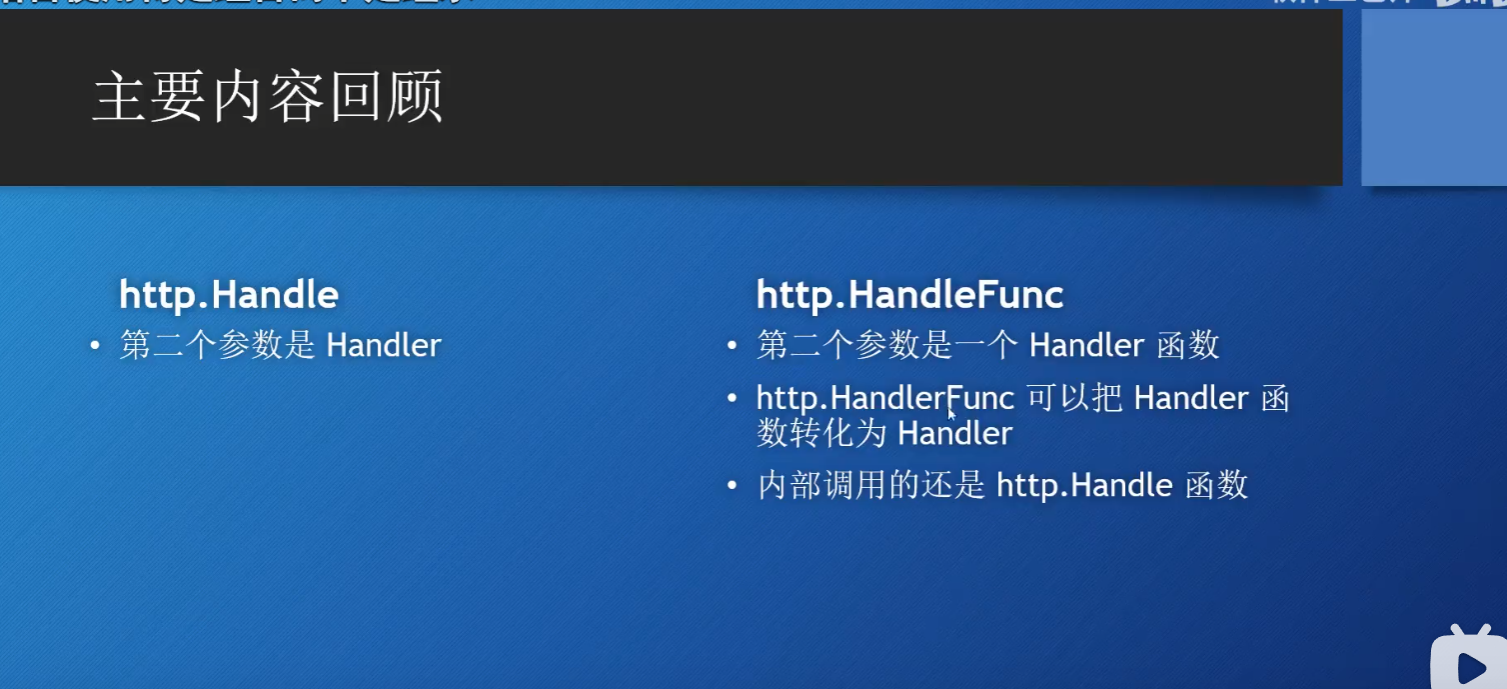 主要内容回顾
http.Handle
• 第二个参数是 Handler
http.HandleFunc
• 第二个参数是一个 Handler 函数
• http.HandlerFunc 可以把 Handler 函
数转化为 Handler
• 内部调用的还是 http.Handle 函数